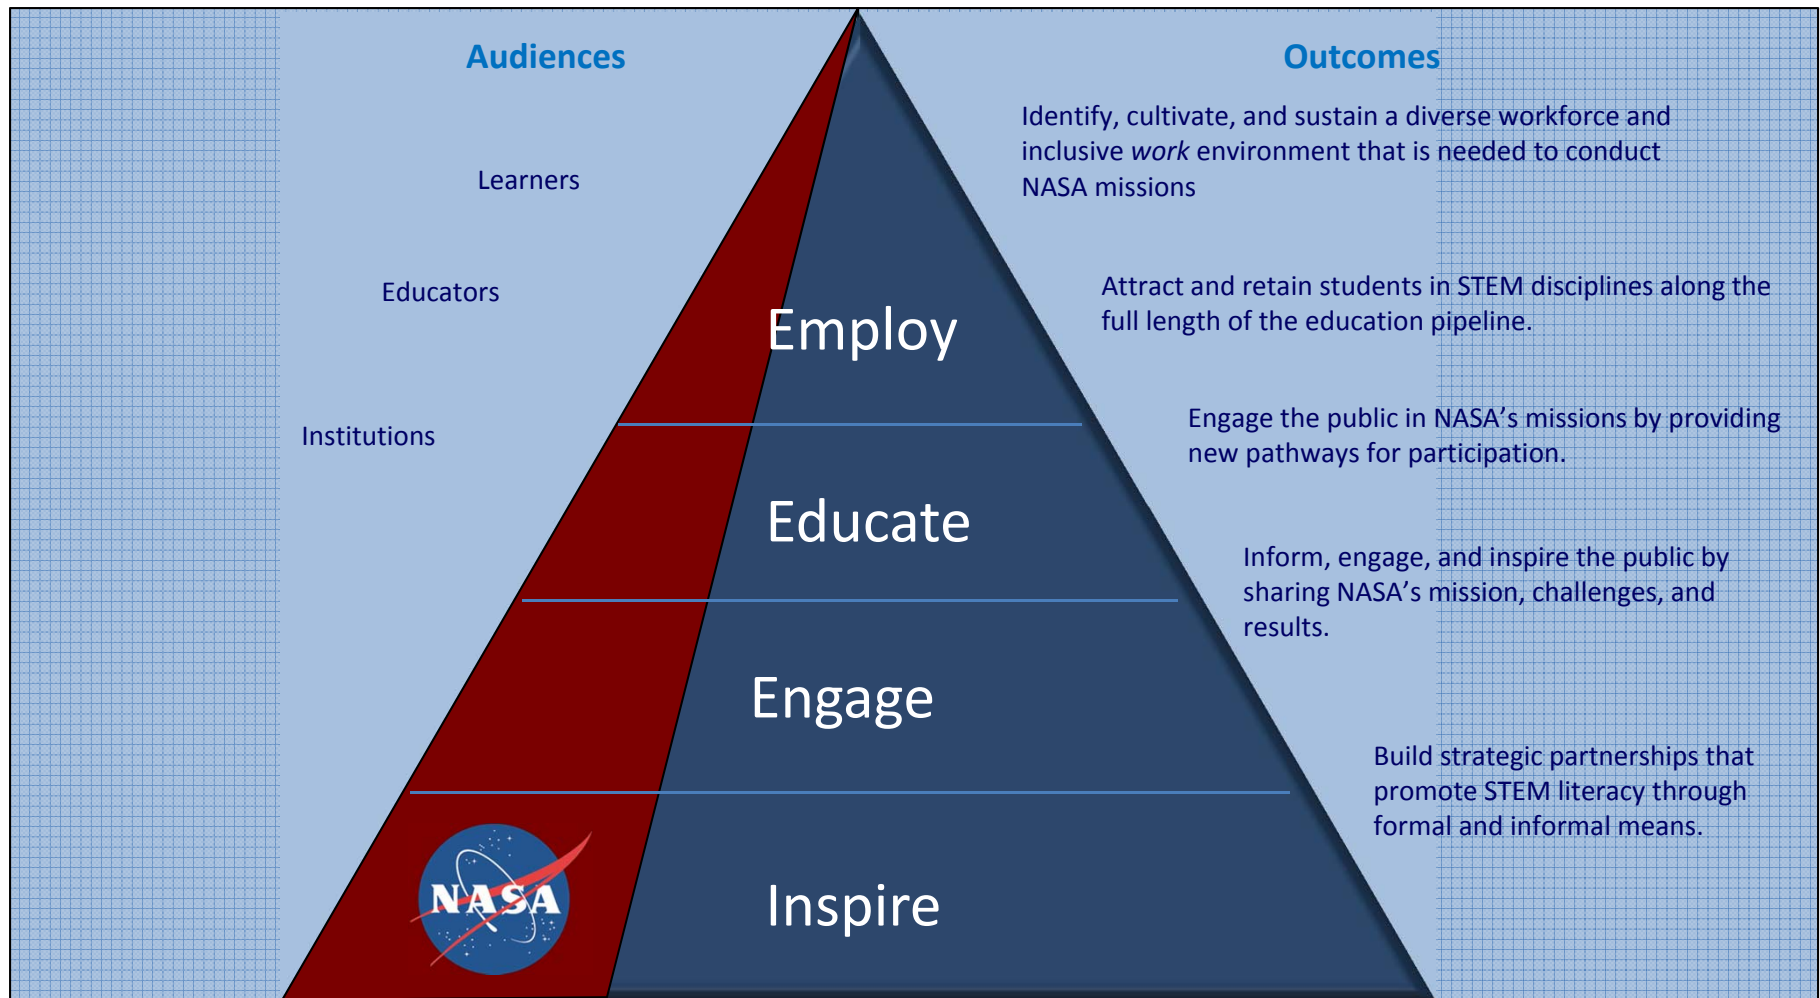 Audiences
Outcomes
Learners
Educators
Institutions
Employ
Educate
Engage
Inspire
NASA
Identify, cultivate, and sustain a diverse workforce and
inclusive work environment that is needed to conduct
NASA missions
Attract and retain students in STEM disciplines along the
full length of the education pipeline.
Engage the public in NASA’s missions by providing
new pathways for participation.
Inform, engage, and inspire the public by
sharing NASA’s mission, challenges, and
results.
Build strategic partnerships that
promote STEM literacy through
formal and informal means.